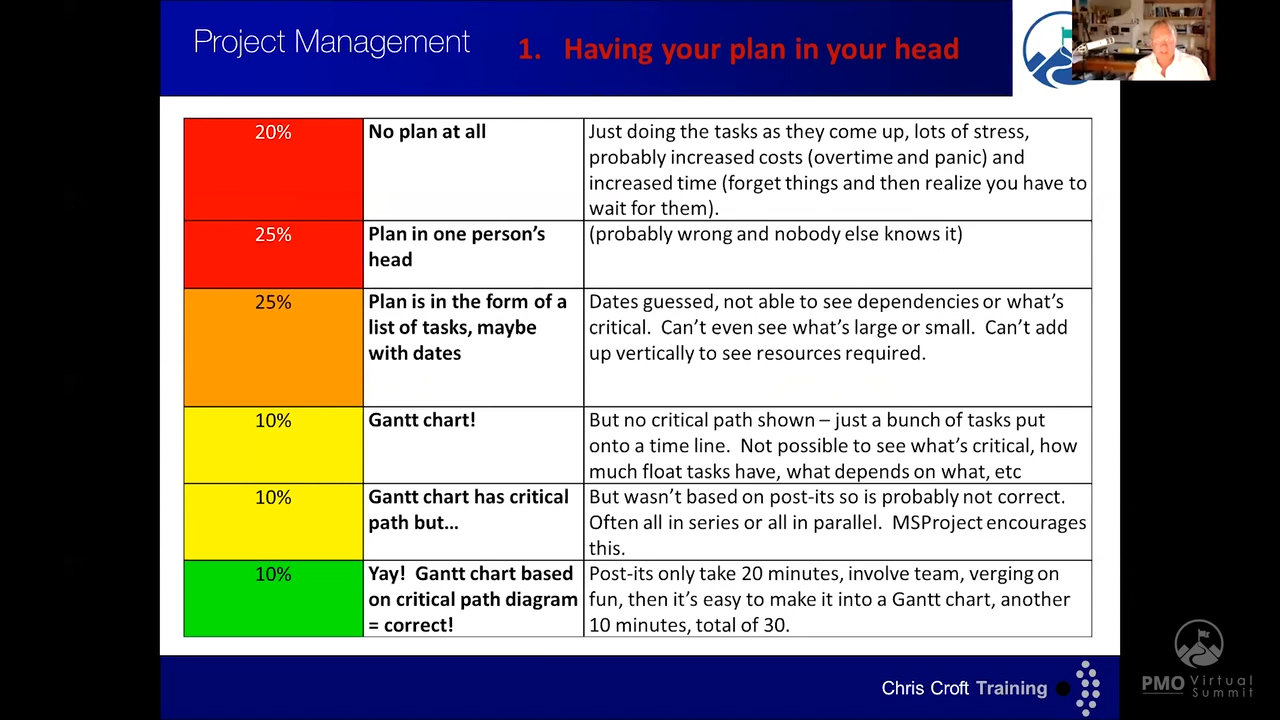 Project Management
1. Having your plan in your head
20%
No plan at all
Just doing the tasks as they come up, lots of stress,
probably increased costs (overtime and panic) and
increased time (forget things and then realize you have to
wait for them).
25%
Plan in one person's
head
(probably wrong and nobody else knows it)
25%
Plan is in the form of a
list of tasks, maybe
with dates
Dates guessed, not able to see dependencies or what's
critical. Can't even see what's large or small. Can't add
up vertically to see resources required.
10%
Gantt chart!
But no critical path shown – just a bunch of tasks put
onto a time line. Not possible to see what's critical, how
much float tasks have, what depends on what, etc
10%
Gantt chart has critical
path but...
But wasn't based on post-its so is probably not correct.
Often all in series or all in parallel. MSProject encourages
this.
10%
Yay! Gantt chart based
on critical path diagram
= correct!
Post-its only take 20 minutes, involve team, verging on
fun, then it's easy to make it into a Gantt chart, another
10 minutes, total of 30.
Chris Croft Training
PMO Virtual
Summit